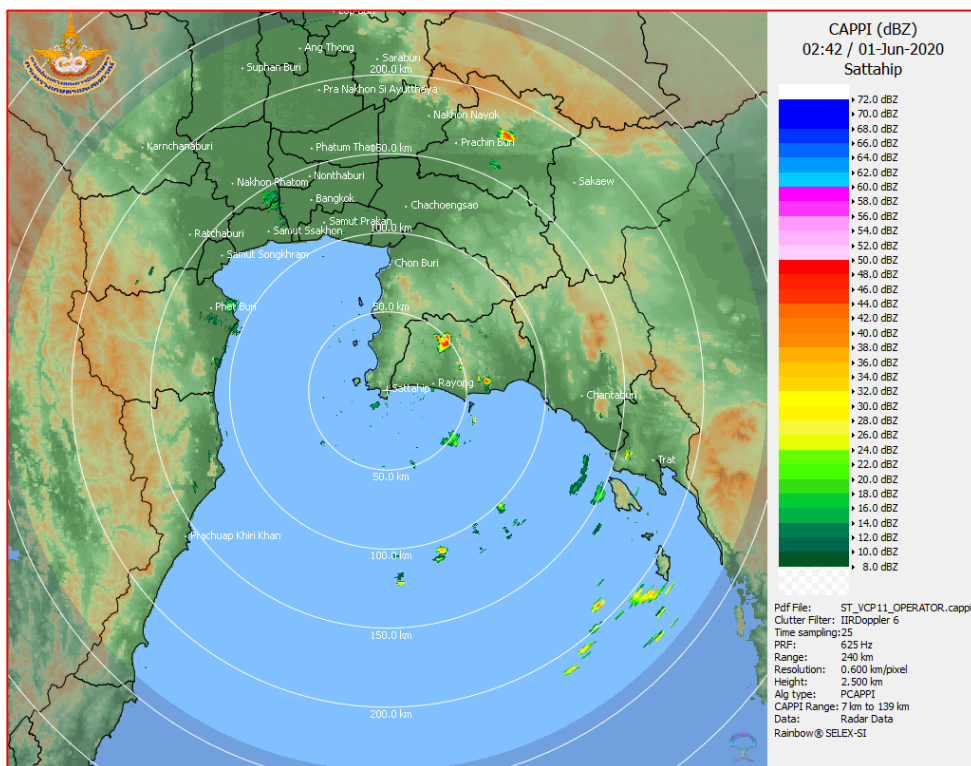 CAPPI (dBZ)
02:42 / 01-Jun-2020
Sattahip
72.0 dBZ
70.0 dBZ
68.0 dBZ
66.0 dBZ
64.0 dBZ
62.0 dBZ
60.0 dBZ
58.0 dBZ
56.0 dBZ
54.0 dBZ
52.0 dBZ
50.0 dBZ
48.0 dBZ
46.0 dBZ
44.0 dBZ
42.0 dBZ
40.0 dBZ
38.0 dBZ
36.0 dBZ
34.0 dBZ
32.0 dBZ
30.0 dBZ
28.0 dBZ
26.0 dBZ
24.0 dBZ
22.0 dBZ
20.0 dBZ
18.0 dBZ
16.0 dBZ
14.0 dBZ
12.0 dBZ
10.0 dBZ
8.0 dBZ
Pdf File: ST_VCP11_OPERATOR.cappi
Clutter Filter: IIRDoppler 6
Time sampling:25
PRF: 625 Hz
Range: 240 km
Resolution: 0.600 km/pixel
Height: 2.500 km
Alg type: PCAPPI
CAPPI Range: 7 km to 139 km
Data: Radar Data
Rainbow® SELEX-SI
Ang Thong
Saraburi
Suphan Buri
200.0 km
Pra Nakhon Si Ayutthaya
Nakhon Nayok
Karnchanaburi
Phatum Thani
150.0 km
Prachin Buri
Nakhon Phatom
Nonthaburi
Sakaew
Bangkok
Chachoengsao
Samut Prakan
Ratchaburi
Samut Ssakhon
100.0 km
Samut Songkhram
Chon Buri
Phet Buri
50.0 km
Sattahip
Rayong
Chantaburi
Trat
50.0 km
Prachuap Khiri Khan
100.0 km
150.0 km
200.0 km